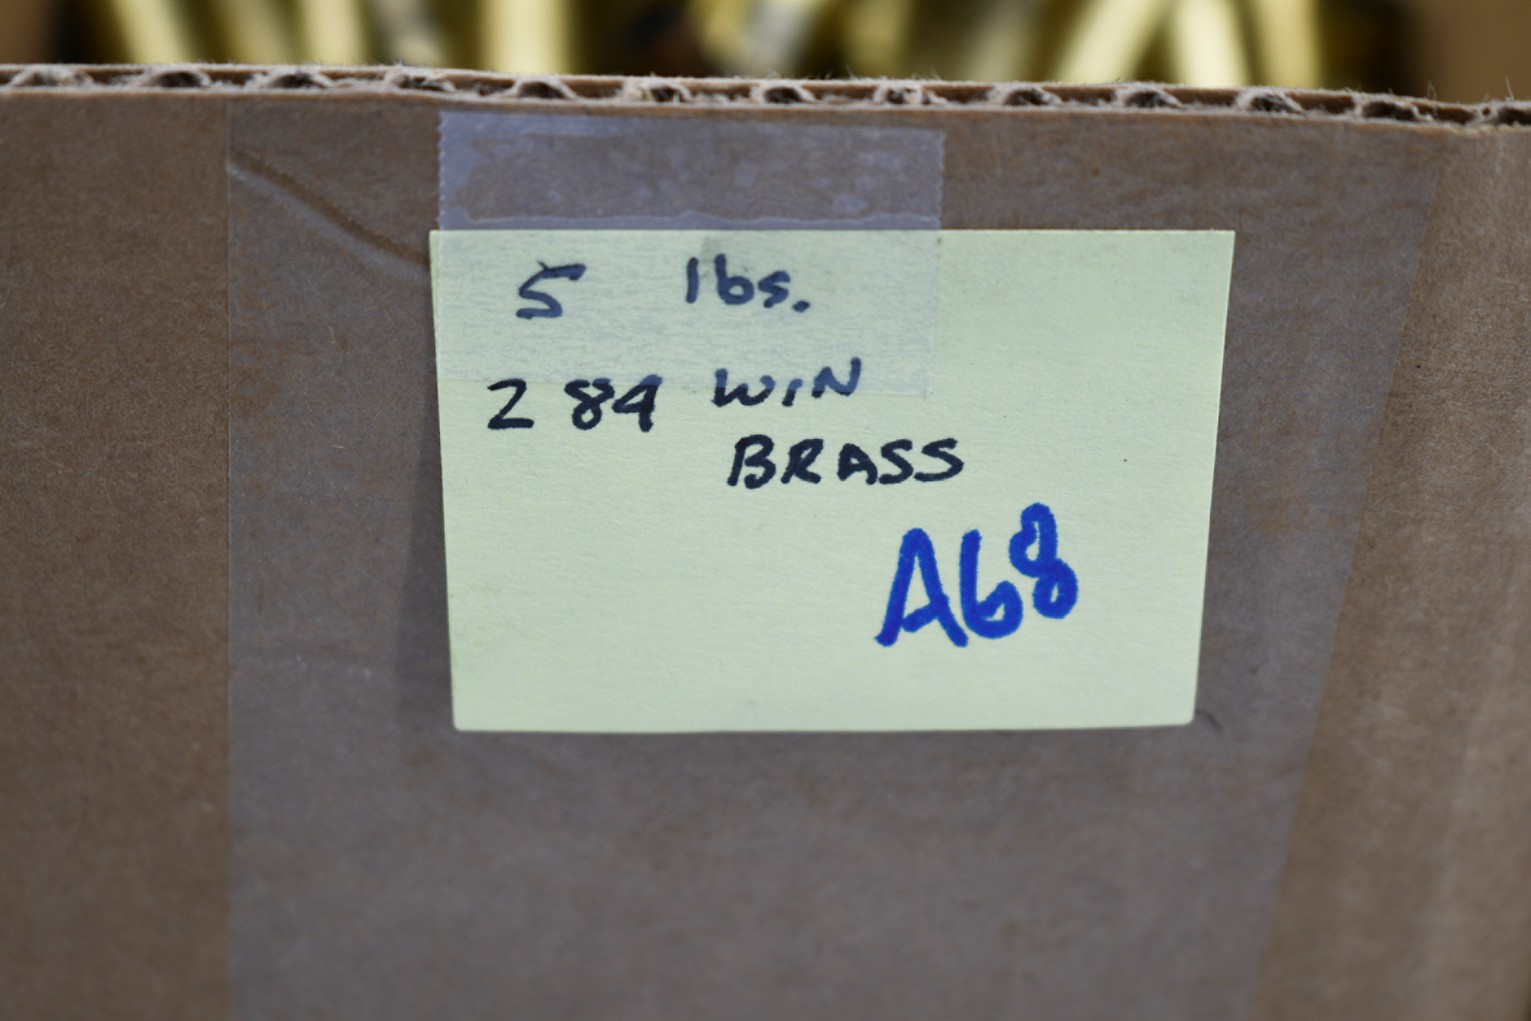 5 lbs.
284 WIN
BRASS
A68